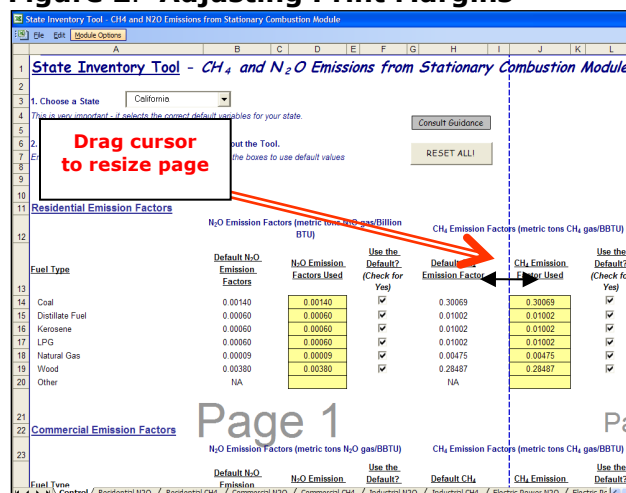 Figure 2. Adjusting Print Margins
State Inventory Tool - CH4 and N2O Emissions from Stationary Combustion Module
File Edit Module Options
A B C D E F G H I J K L
1 State Inventory Tool - CH4 and N2O Emissions from Stationary Combustion Module
2
3 1. Choose a State California
4 This is very important - it selects the correct default variables for your state.
5 Consult Guidance
6 2. out the Tool.
7 En the boxes to use default values RESET ALL!
8
9
Drag cursor
to resize page
10
11 Residential Emission Factors
N2O Emission Factors (metric tons N2O gas/Billion
BTU)
CH4 Emission Factors (metric tons CH4 gas/BBTU)
12
Fuel Type
Default N2O
Emission
Factors
N2O Emission
Factors Used
Use the
Default?
(Check for
Yes)
Default
Emission Factor
CH4 Emission
Factor Used
Use the
Default?
(Check fo
Yes)
13
14 Coal 0.00140 0.00140 0.30069 0.30069
15 Distillate Fuel 0.00060 0.00060 0.01002 0.01002
16 Kerosene 0.00060 0.00060 0.01002 0.01002
17 LPG 0.00060 0.00060 0.01002 0.01002
18 Natural Gas 0.00009 0.00009 0.00475 0.00475
19 Wood 0.00380 0.00380 0.28487 0.28487
20 Other NA NA
21 Page 1 Pa
22 Commercial Emission Factors
23 N2O Emission Factors (metric tons N2O gas/BBTU) CH4 Emission Factors (metric tons CH4 gas/BBTU)
Fuel Type
Default N2O
Emission
N2O Emission
Use the
Default?
Default CH4
CH4 Emission
Use the
Default?
Control / Residential N2O / Residential CH4 / Commercial N2O / Commercial CH4 / Industrial N2O / Industrial CH4 / Electric Power N2O / Electric Po